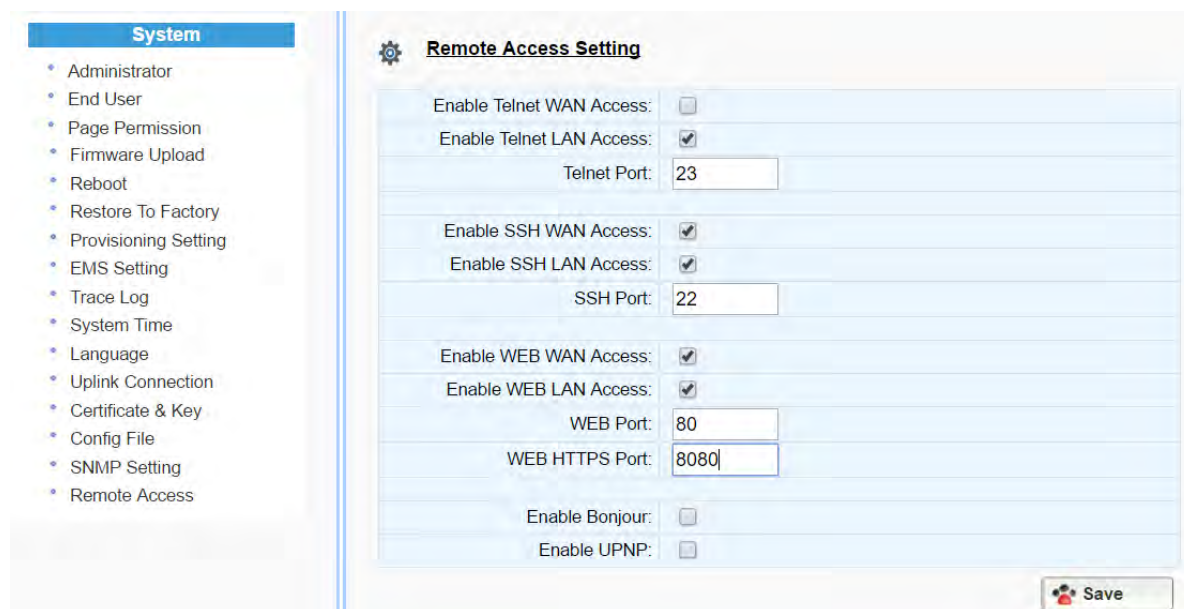 System
Administrator
End User
Page Permission
Firmware Upload
Reboot
Restore To Factory
Provisioning Setting
EMS Setting
Trace Log
System Time
Language
Uplink Connection
Certificate & Key
Config File
SNMP Setting
Remote Access
Remote Access Setting
Enable Telnet WAN Access:
Enable Telnet LAN Access:
Telnet Port: 23
Enable SSH WAN Access:
Enable SSH LAN Access:
SSH Port: 22
Enable WEB WAN Access:
Enable WEB LAN Access:
WEB Port: 80
WEB HTTPS Port: 8080
Enable Bonjour:
Enable UPNP:
Save